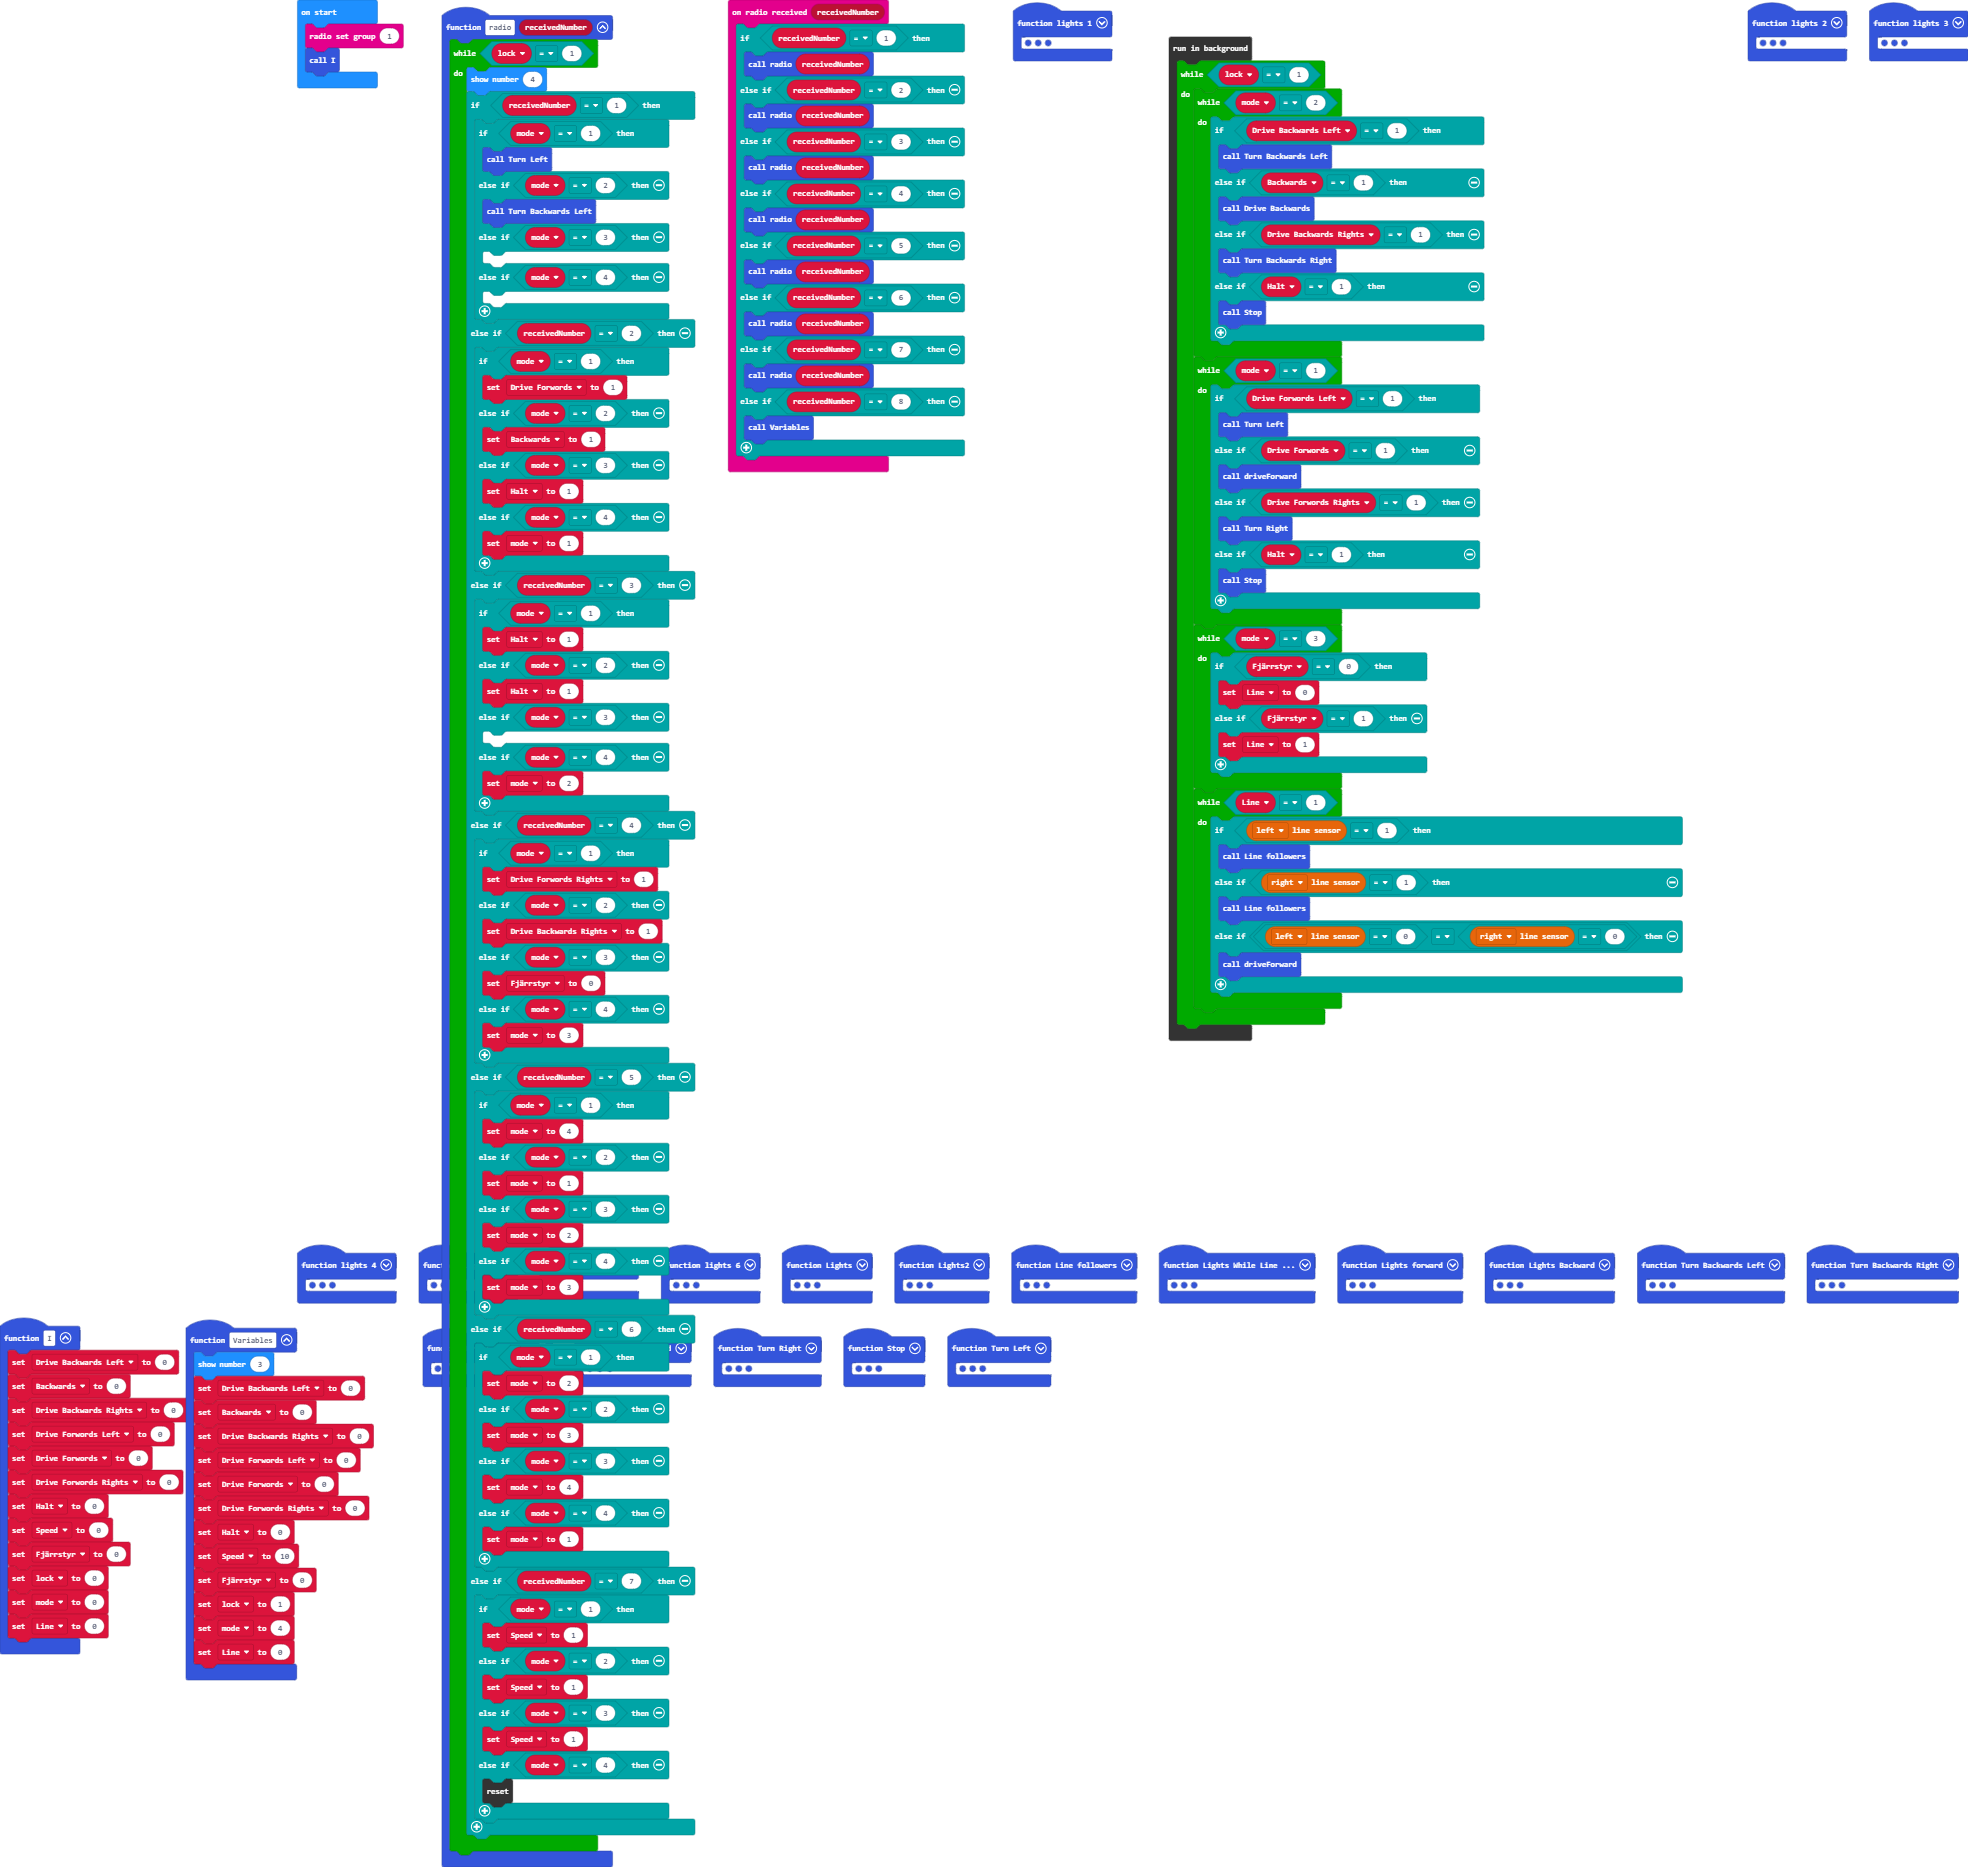 on start
radio set group 1
call I
function radio receivedNumber
while lock = 1
do
show number 4
if receivedNumber = 1 then
if mode = 1 then
call Turn Left
else if mode = 2 then
call Turn Backwards Left
else if mode = 3 then
else if mode = 4 then
else if receivedNumber = 2 then
if mode = 1 then
set Drive Forwords to 1
else if mode = 2 then
set Backwards to 1
else if mode = 3 then
set Halt to 1
else if mode = 4 then
set mode to 1
else if receivedNumber = 3 then
if mode = 1 then
set Halt to 1
else if mode = 2 then
set Halt to 1
else if mode = 3 then
else if mode = 4 then
set mode to 2
else if receivedNumber = 4 then
if mode = 1 then
set Drive Forwords Rights to 1
else if mode = 2 then
set Drive Backwards Rights to 1
else if mode = 3 then
set Fjärrstyr to 0
else if mode = 4 then
set mode to 3
else if receivedNumber = 5 then
if mode = 1 then
set mode to 4
else if mode = 2 then
set mode to 1
else if mode = 3 then
set mode to 2
else if mode = 4 then
set mode to 3
else if receivedNumber = 6 then
if mode = 1 then
set mode to 2
else if mode = 2 then
set mode to 3
else if mode = 3 then
set mode to 4
else if mode = 4 then
set mode to 1
else if receivedNumber = 7 then
if mode = 1 then
set Speed to 1
else if mode = 2 then
set Speed to 1
else if mode = 3 then
set Speed to 1
else if mode = 4 then
reset
on radio received receivedNumber
if receivedNumber = 1 then
call radio receivedNumber
else if receivedNumber = 2 then
call radio receivedNumber
else if receivedNumber = 3 then
call radio receivedNumber
else if receivedNumber = 4 then
call radio receivedNumber
else if receivedNumber = 5 then
call radio receivedNumber
else if receivedNumber = 6 then
call radio receivedNumber
else if receivedNumber = 7 then
call radio receivedNumber
else if receivedNumber = 8 then
call Variables
function lights 1
run in background
while lock = 1
do
while mode = 2
do
if Drive Backwards Left = 1 then
call Turn Backwards Left
else if Backwards = 1 then
call Drive Backwards
else if Drive Backwards Rights = 1 then
call Turn Backwards Right
else if Halt = 1 then
call Stop
while mode = 1
do
if Drive Forwords Left = 1 then
call Turn Left
else if Drive Forwords = 1 then
call driveForward
else if Drive Forwords Rights = 1 then
call Turn Right
else if Halt = 1 then
call Stop
while mode = 3
do
if Fjärrstyr = 0 then
set Line to 0
else if Fjärrstyr = 1 then
set Line to 1
while Line = 1
do
if left line sensor = 1 then
call Line followers
else if right line sensor = 1 then
call Line followers
else if left line sensor = 0 = right line sensor = 0 then
call driveForward
function lights 2
function lights 3
function lights 4
func
unction lights 6
function Lights
function Lights2
function Line followers
function Lights While Line ...
function Lights forward
function Lights Backward
function Turn Backwards Left
function Turn Backwards Right
func
d
function Turn Right
function Stop
function Turn Left
function I
set Drive Backwards Left to 0
set Backwards to 0
set Drive Backwards Rights to 0
set Drive Forwords Left to 0
set Drive Forwords to 0
set Drive Forwords Rights to 0
set Halt to 0
set Speed to 0
set Fjärrstyr to 0
set lock to 0
set mode to 0
set Line to 0
function Variables
show number 3
set Drive Backwards Left to 0
set Backwards to 0
set Drive Backwards Rights to 0
set Drive Forwords Left to 0
set Drive Forwords to 0
set Drive Forwords Rights to 0
set Halt to 0
set Speed to 10
set Fjärrstyr to 0
set lock to 1
set mode to 4
set Line to 0